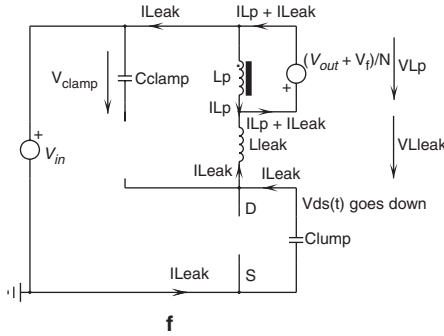 ILeak
ILp + ILeak
Vclamp
Cclamp
Lp
(Vout + Vf)/N
+
VLp
ILp
ILp + ILeak
+
Vin
Lleak
VLleak
ILeak
ILeak
D
Vds(t) goes down
Clump
ILeak
S
f